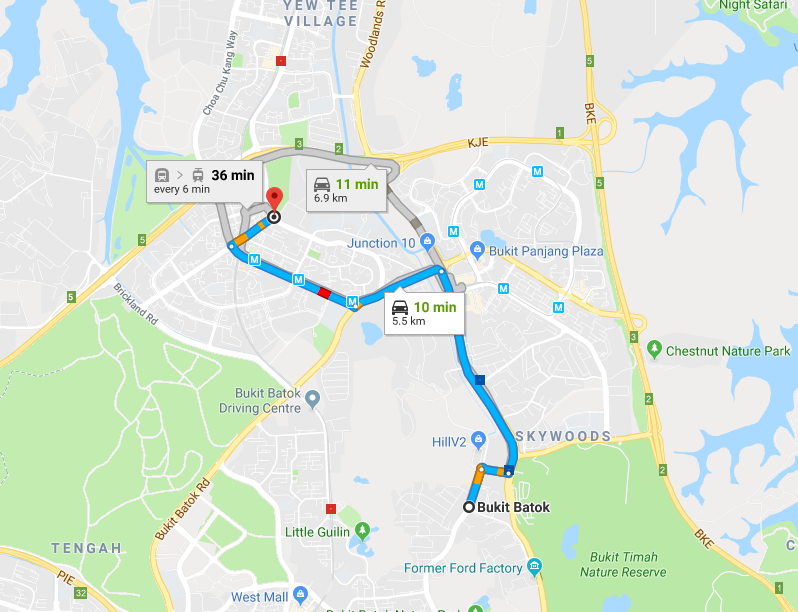 YEW TEE
VILLAGE
Night Safari
Woodlands R
Choa Chu Kang Way
5
BKE
KJE
1
3
2
36 min
every 6 min
11 min
6.9 km
M
M
5
5
Junction 10
Bukit Panjang Plaza
M
M
M
M
M
M
5
Brickland Rd
10 min
5.5 km
3
Chestnut Nature Park
Bukit Batok
Driving Centre
2
HillV2
SKYWOODS
2
Bukit Batok Rd
Bukit Batok
Little Guilin
BKE
TENGAH
PIE
32
Former Ford Factory
Bukit Timah
Nature Reserve
C
West Mall